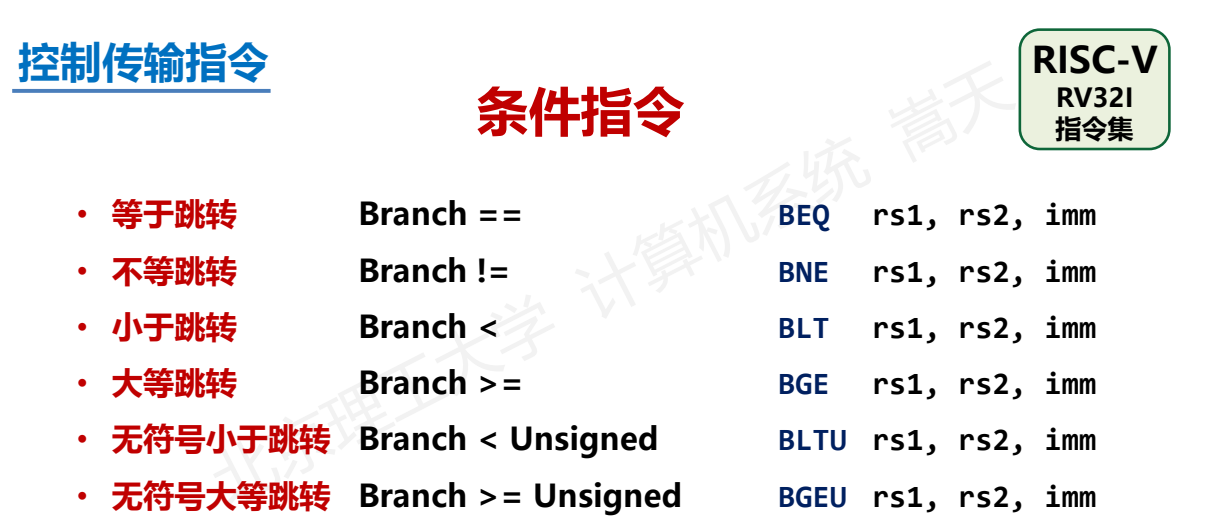 控制传输指令
条件指令
RISC-V
RV32I
指令集
• 等于跳转 Branch == BEQ rs1, rs2, imm
• 不等跳转 Branch != BNE rs1, rs2, imm
• 小于跳转 Branch < BLT rs1, rs2, imm
• 大等跳转 Branch >= BGE rs1, rs2, imm
• 无符号小于跳转 Branch < Unsigned BLTU rs1, rs2, imm
• 无符号大等跳转 Branch >= Unsigned BGEU rs1, rs2, imm
北京理工大学 计算机系统 嵩天